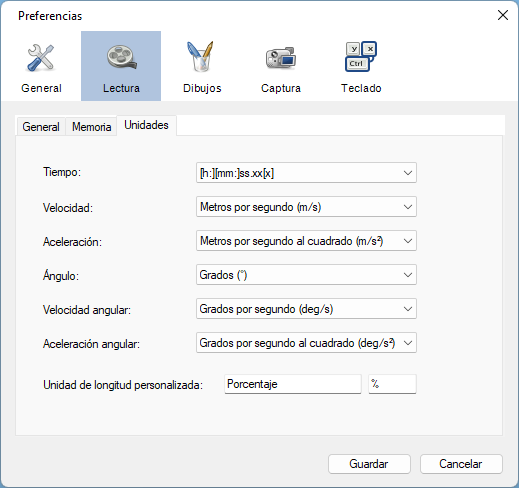 Preferencias
General Lectura Dibujos Captura Teclado
y x
Ctrl
General Memoria Unidades
Tiempo: [h:][mm:]ss.xx[x]
Velocidad: Metros por segundo (m/s)
Aceleración: Metros por segundo al cuadrado (m/s²)
Ángulo: Grados (°)
Velocidad angular: Grados por segundo (deg/s)
Aceleración angular: Grados por segundo al cuadrado (deg/s²)
Unidad de longitud personalizada: Porcentaje %
Guardar Cancelar